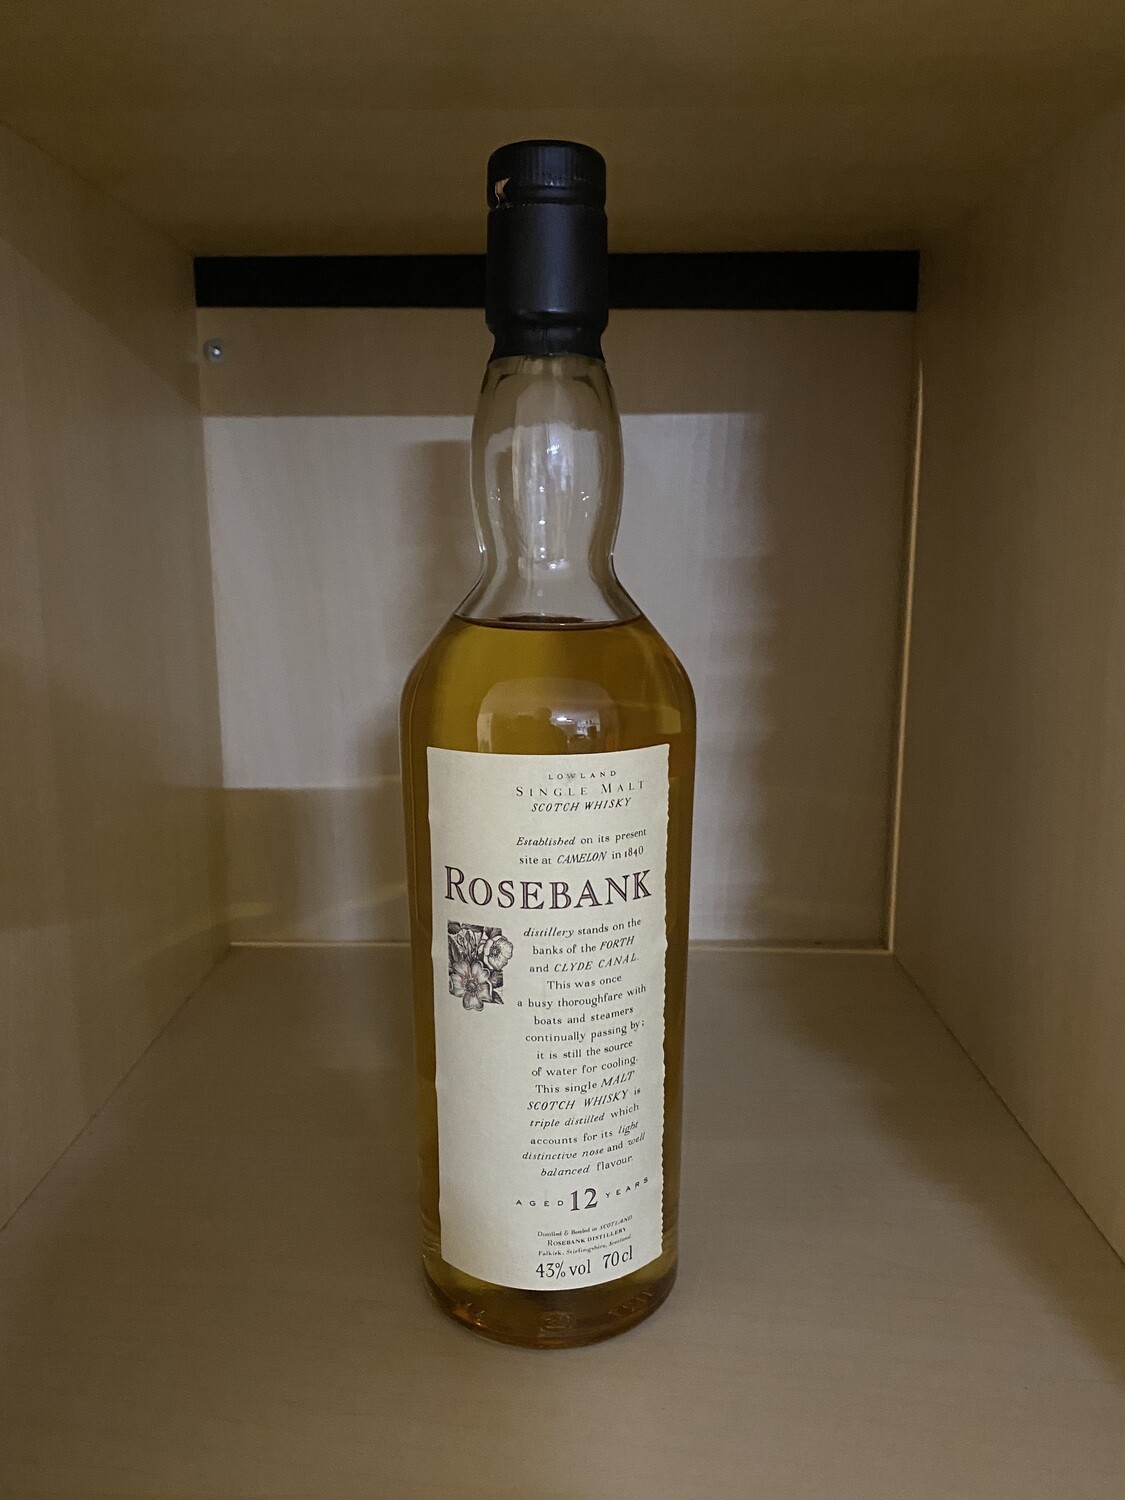 LOWLAND
SINGLE MALT
SCOTCH WHISKY
Established on its present
site at CAMELON in 1840
ROSEBANK
distillery stands on the
banks of the FORTH
and CLYDE CANAL.
This was once
a busy thoroughfare with
boats and steamers
continually passing by;
it is still the source
of water for cooling.
This single MALT
SCOTCH WHISKY is
triple distilled which
accounts for its light
distinctive nose and well
balanced flavour.
AGED 12 YEARS
Distilled & Bottled in SCOTLAND
ROSEBANK DISTILLERY
Falkirk, Stirlingshire, Scotland
43% vol 70cl